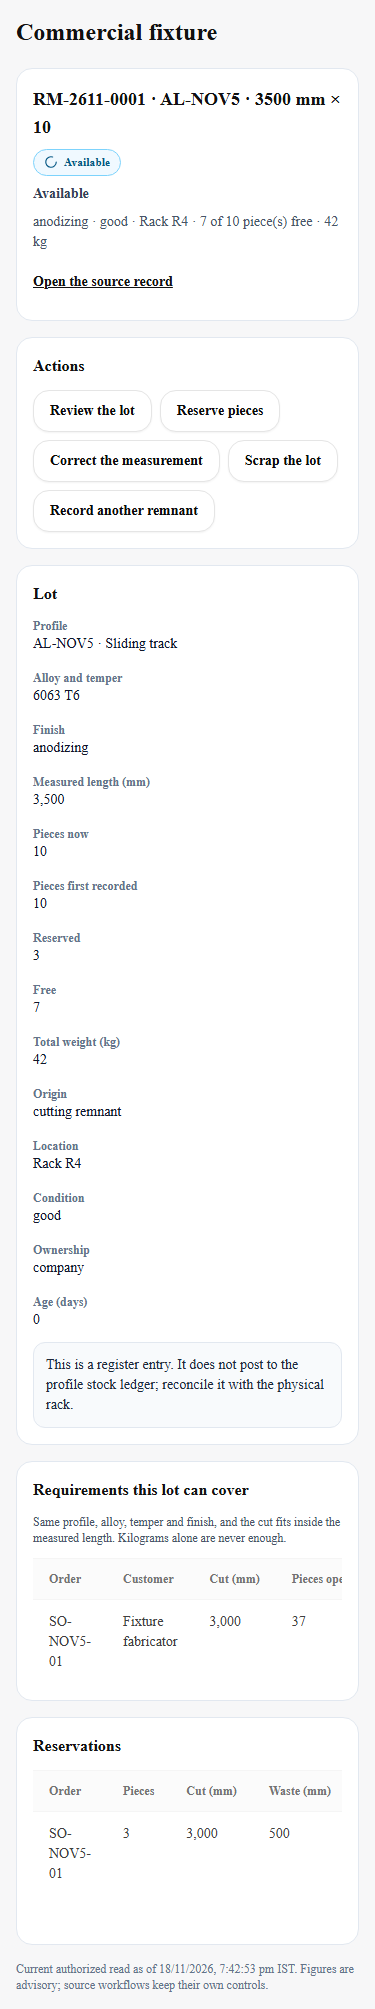 Commercial fixture
RM-2611-0001 · AL-NOV5 · 3500 mm ×
10
Available
Available
anodizing · good · Rack R4 · 7 of 10 piece(s) free · 42
kg
Open the source record
Actions
Review the lot
Reserve pieces
Correct the measurement
Scrap the lot
Record another remnant
Lot
Profile
AL-NOV5 · Sliding track
Alloy and temper
6063 T6
Finish
anodizing
Measured length (mm)
3,500
Pieces now
10
Pieces first recorded
10
Reserved
3
Free
7
Total weight (kg)
42
Origin
cutting remnant
Location
Rack R4
Condition
good
Ownership
company
Age (days)
0
This is a register entry. It does not post to the
profile stock ledger; reconcile it with the physical
rack.
Requirements this lot can cover
Same profile, alloy, temper and finish, and the cut fits inside the
measured length. Kilograms alone are never enough.
Order Customer Cut (mm) Pieces ope
SO- Fixture 3,000 37
NOV5- fabricator
01
Reservations
Order Pieces Cut (mm) Waste (mm)
SO- 3 3,000 500
NOV5-
01
Current authorized read as of 18/11/2026, 7:42:53 pm IST. Figures are
advisory; source workflows keep their own controls.